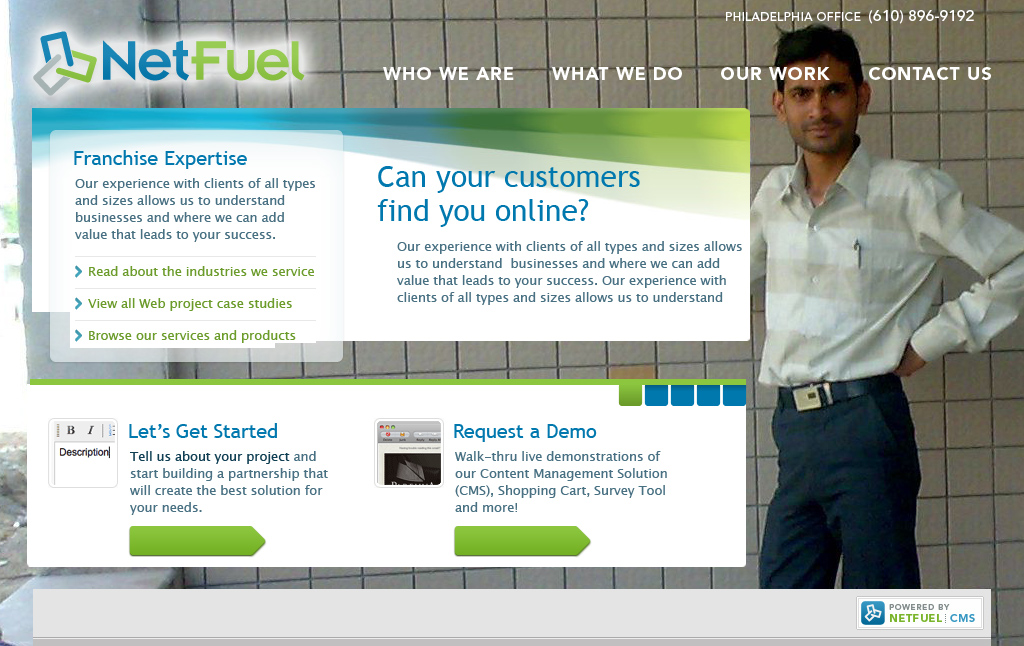 PHILADELPHIA OFFICE (610) 896-9192
NetFuel
WHO WE ARE WHAT WE DO OUR WORK CONTACT US
Franchise Expertise
Our experience with clients of all types
and sizes allows us to understand
businesses and where we can add
value that leads to your success.
Read about the industries we service
View all Web project case studies
Browse our services and products
Can your customers
find you online?
Our experience with clients of all types and sizes allows
us to understand businesses and where we can add
value that leads to your success. Our experience with
clients of all types and sizes allows us to understand
B I
Description
Let's Get Started
Tell us about your project and
start building a partnership that
will create the best solution for
your needs.
Request a Demo
Walk-thru live demonstrations of
our Content Management Solution
(CMS), Shopping Cart, Survey Tool
and more!
POWERED BY
NETFUEL CMS